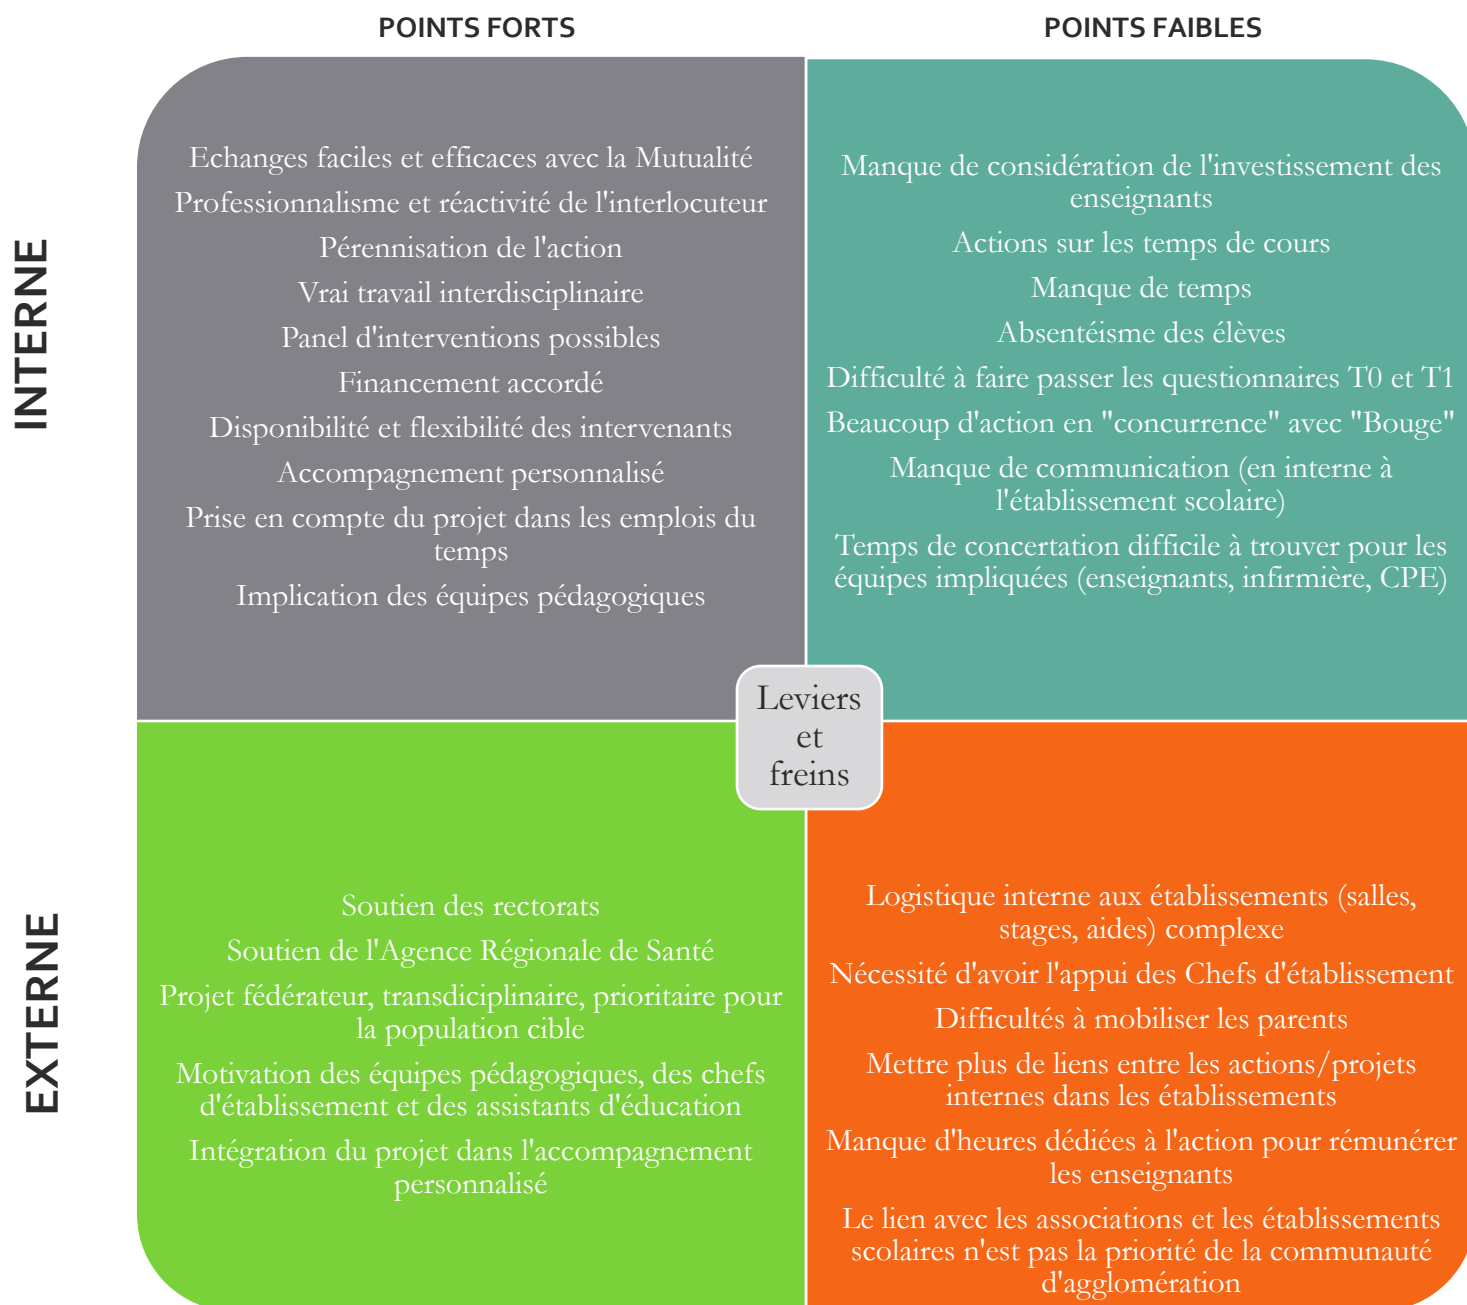 POINTS FORTS
POINTS FAIBLES
INTERNE
Echanges faciles et efficaces avec la Mutualité
Professionnalisme et réactivité de l'interlocuteur
Pérennisation de l'action
Vrai travail interdisciplinaire
Panel d'interventions possibles
Financement accordé
Disponibilité et flexibilité des intervenants
Accompagnement personnalisé
Prise en compte du projet dans les emplois du
temps
Implication des équipes pédagogiques
Manque de considération de l'investissement des
enseignants
Actions sur les temps de cours
Manque de temps
Absentéisme des élèves
Difficulté à faire passer les questionnaires T0 et T1
Beaucoup d'action en "concurrence" avec "Bouge"
Manque de communication (en interne à
l'établissement scolaire)
Temps de concertation difficile à trouver pour les
équipes impliquées (enseignants, infirmière, CPE)
Leviers
et
freins
EXTERNE
Soutien des rectorats
Soutien de l'Agence Régionale de Santé
Projet fédérateur, transdiciplinaire, prioritaire pour
la population cible
Motivation des équipes pédagogiques, des chefs
d'établissement et des assistants d'éducation
Intégration du projet dans l'accompagnement
personnalisé
Logistique interne aux établissements (salles,
stages, aides) complexe
Nécessité d'avoir l'appui des Chefs d'établissement
Difficultés à mobiliser les parents
Mettre plus de liens entre les actions/projets
internes dans les établissements
Manque d'heures dédiées à l'action pour rémunérer
les enseignants
Le lien avec les associations et les établissements
scolaires n'est pas la priorité de la communauté
d'agglomération